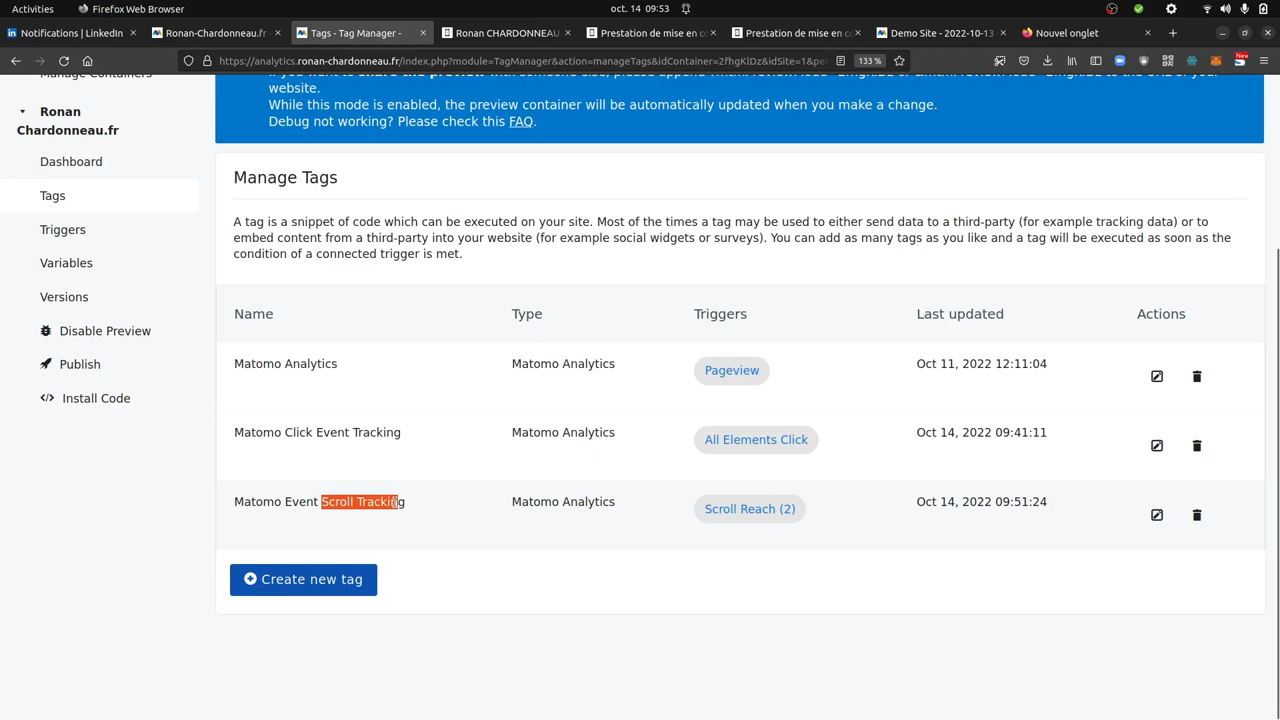 Activities
Firefox Web Browser
oct. 14 09:53
Notifications | LinkedIn
Ronan-Chardonneau.fr -
Tags - Tag Manager -
Ronan CHARDONNEAU
Prestation de mise en co
Prestation de mise en co
Demo Site - 2022-10-13
Nouvel onglet
https://analytics.ronan-chardonneau.fr/index.php?module=TagManager&action=manageTags&idContainer=2fhgKlDz&idSite=1&pe
133 %
New
website.
While this mode is enabled, the preview container will be automatically updated when you make a change.
Debug not working? Please check this FAQ.
Manage Containers
Ronan
Chardonneau.fr
Dashboard
Tags
Triggers
Variables
Versions
Disable Preview
Publish
Install Code
Manage Tags
A tag is a snippet of code which can be executed on your site. Most of the times a tag may be used to either send data to a third-party (for example tracking data) or to
embed content from a third-party into your website (for example social widgets or surveys). You can add as many tags as you like and a tag will be executed as soon as the
condition of a connected trigger is met.
Name Type Triggers Last updated Actions
Matomo Analytics Matomo Analytics Pageview Oct 11, 2022 12:11:04
Matomo Click Event Tracking Matomo Analytics All Elements Click Oct 14, 2022 09:41:11
Matomo Event Scroll Tracking Matomo Analytics Scroll Reach (2) Oct 14, 2022 09:51:24
Create new tag